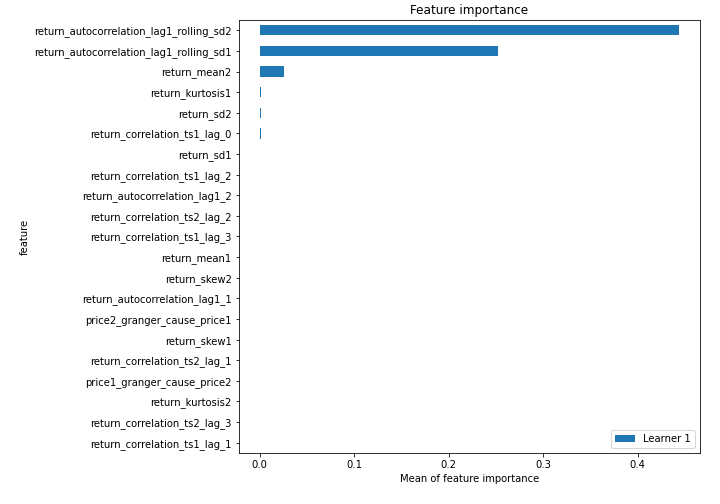 Feature importance
return_autocorrelation_lag1_rolling_sd2
return_autocorrelation_lag1_rolling_sd1
return_mean2
return_kurtosis1
return_sd2
return_correlation_ts1_lag_0
return_sd1
return_correlation_ts1_lag_2
return_autocorrelation_lag1_2
return_correlation_ts2_lag_2
return_correlation_ts1_lag_3
return_mean1
return_skew2
return_autocorrelation_lag1_1
price2_granger_cause_price1
return_skew1
return_correlation_ts2_lag_1
price1_granger_cause_price2
return_kurtosis2
return_correlation_ts2_lag_3
return_correlation_ts1_lag_1
feature
Learner 1
0.0 0.1 0.2 0.3 0.4
Mean of feature importance